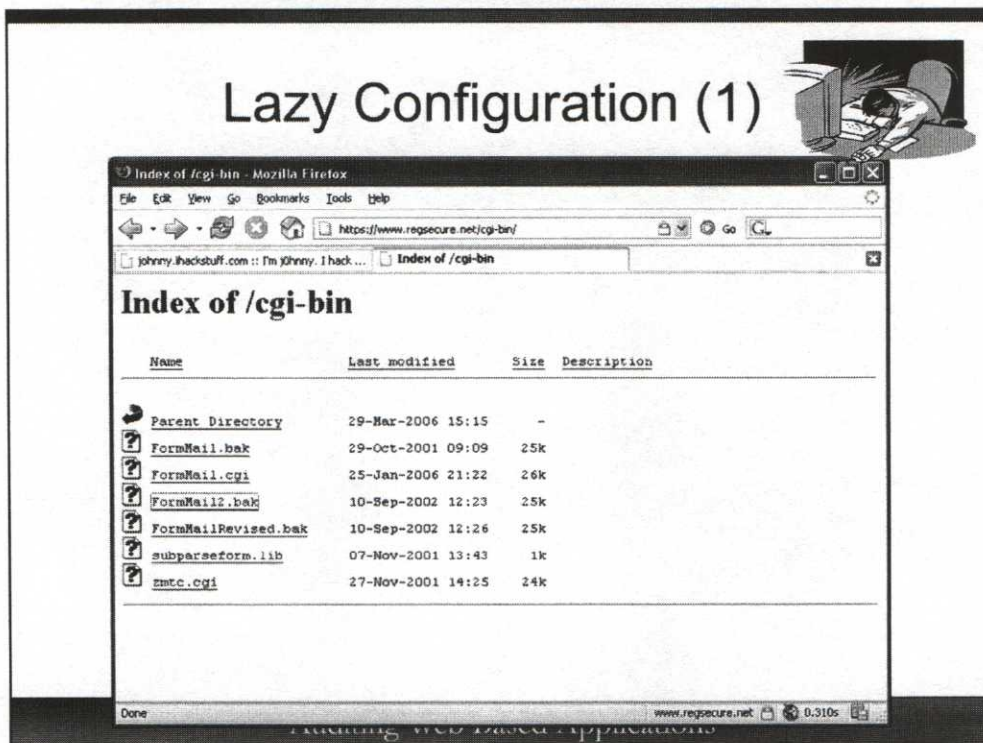 Lazy Configuration (1)
Index of /cgi-bin - Mozilla Firefox
File Edit View Go Bookmarks Tools Help
https://www.regsecure.net/cgi-bin/
Go
johnny.ihackstuff.com :: I'm j0hnny. I hack ... Index of /cgi-bin
Index of /cgi-bin
Name Last modified Size Description
Parent Directory 29-Mar-2006 15:15 -
FormMail.bak 29-Oct-2001 09:09 25k
FormMail.cgi 25-Jan-2006 21:22 26k
FormMail2.bak 10-Sep-2002 12:23 25k
FormMailRevised.bak 10-Sep-2002 12:26 25k
subparseform.lib 07-Nov-2001 13:43 1k
zmtc.cgi 27-Nov-2001 14:25 24k
Done www.regsecure.net 0.310s
Auditing Web Based Applications